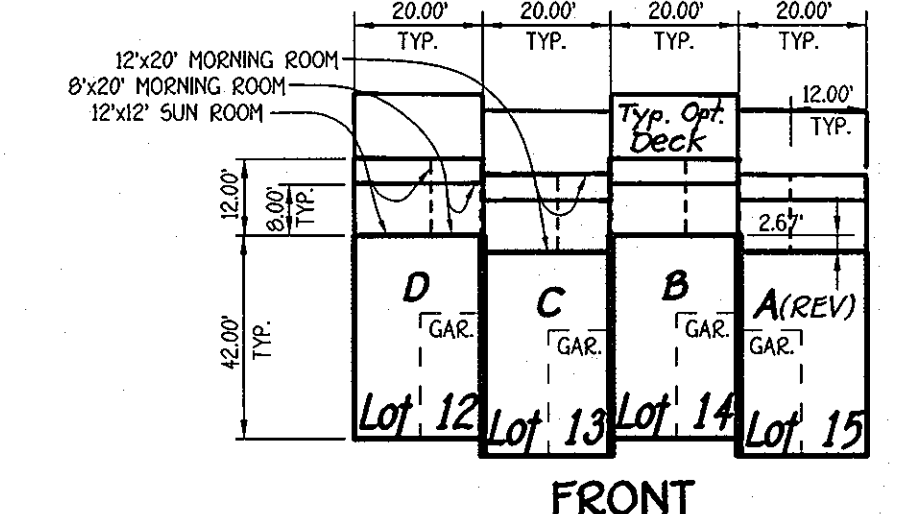 20.00' 20.00' 20.00' 20.00'
TYP. TYP. TYP. TYP.
12'x20' MORNING ROOM
8'x20' MORNING ROOM
12'x12' SUN ROOM
12.00'
TYP.
Typ. Opt.
Deck
12.00'
8.00'
TYP.
2.67'
42.00'
TYP.
D C B A(REV)
GAR. GAR. GAR. GAR.
Lot 12 Lot 13 Lot 14 Lot 15
FRONT